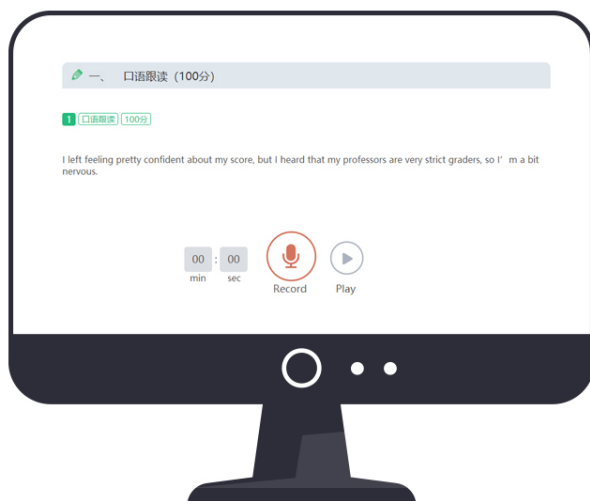 一、 口语跟读（100分）
1 口语跟读 100分
I left feeling pretty confident about my score, but I heard that my professors are very strict graders, so I’ m a bit
nervous.
00 : 00
min sec
Record Play